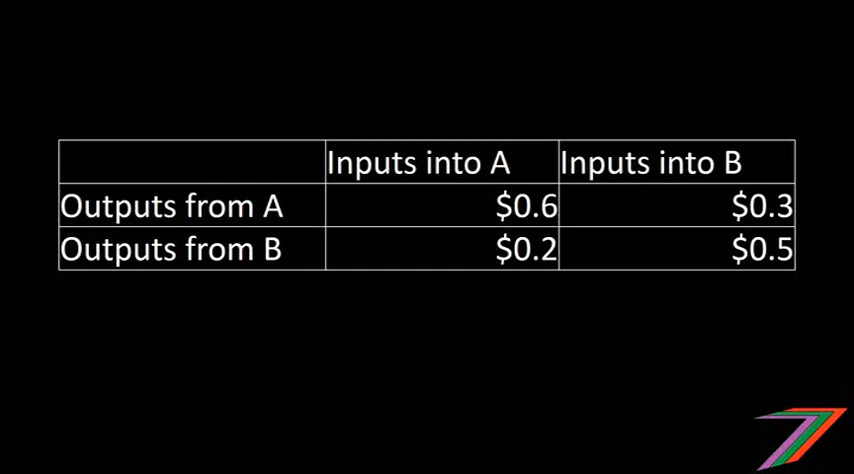 Inputs into A Inputs into B
Outputs from A $0.6 $0.3
Outputs from B $0.2 $0.5